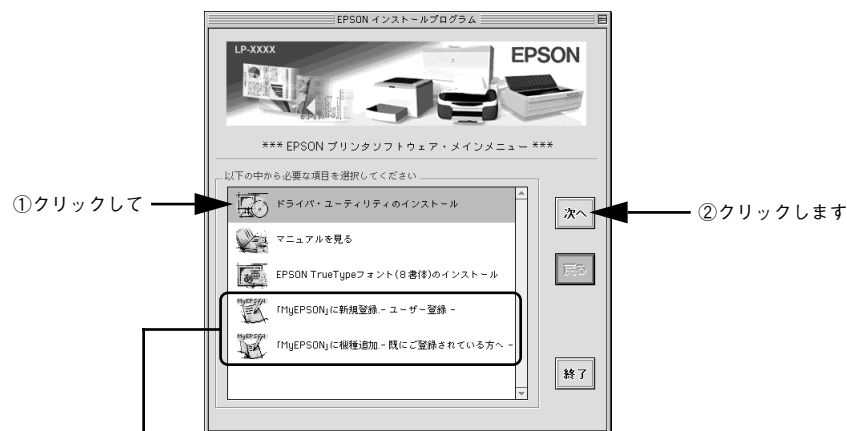 EPSON インストールプログラム
LP-XXXX
EPSON
*** EPSON プリンタソフトウェア・メインメニュー ***
以下の中から必要な項目を選択してください
①クリックして
ドライバ・ユーティリティのインストール
次へ
②クリックします
マニュアルを見る
EPSON TrueTypeフォント(8書体)のインストール
戻る
MyEPSON
「MyEPSON」に新規登録.- ユーザー登録 -
MyEPSON
「MyEPSON」に機種追加.- 既にご登録されている方へ -
終了